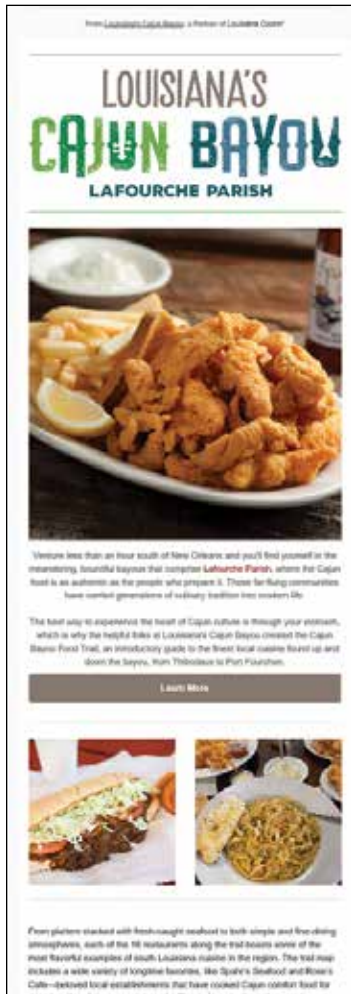 From Louisiana's Cajun Bayou, a Partner of Louisiana Cookin'
LOUISIANA'S
CAJUN BAYOU
LAFOURCHE PARISH
Venture less than an hour south of New Orleans and you'll find yourself in the
meandering, bountiful bayous that comprise Lafourche Parish, where the Cajun
food is as authentic as the people who prepare it. These far-flung communities
have carried generations of culinary tradition into modern life.
The best way to experience the heart of Cajun culture is through your stomach,
which is why the helpful folks at Louisiana's Cajun Bayou created the Cajun
Bayou Food Trail, an introductory guide to the finest local cuisine found up and
down the bayou, from Thibodaux to Port Fourchon.
Learn More
From platters stacked with fresh-caught seafood to both simple and fine-dining
atmospheres, each of the 16 restaurants along the trail boasts some of the
most flavorful examples of south Louisiana cuisine in the region. The trail map
includes a wide variety of longtime favorites, like Spahr's Seafood and Rose's
Cafe—beloved local establishments that have cooked Cajun comfort food for